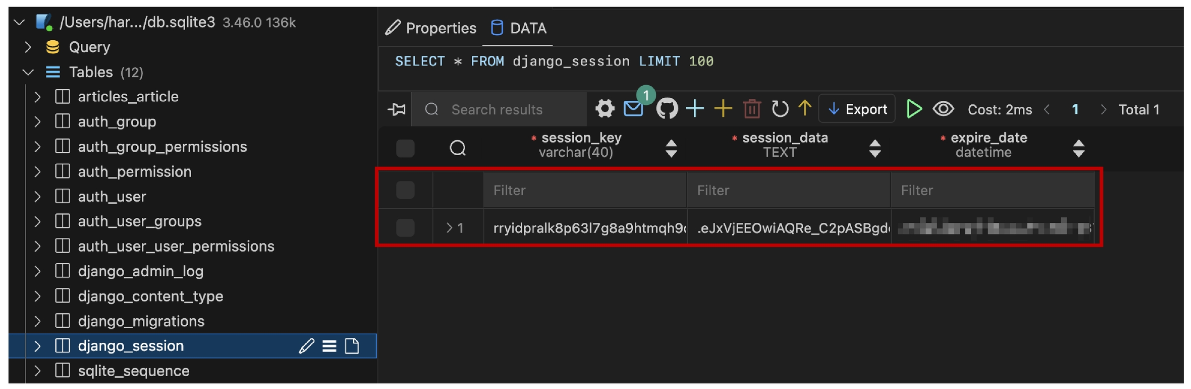 /Users/har.../db.sqlite3 3.46.0 136k
Query
Tables (12)
articles_article
auth_group
auth_group_permissions
auth_permission
auth_user
auth_user_groups
auth_user_user_permissions
django_admin_log
django_content_type
django_migrations
django_session
sqlite_sequence
Properties DATA
SELECT * FROM django_session LIMIT 100
Search results 1 Export Cost: 2ms 1 Total 1
* session_key * session_data * expire_date
varchar(40) TEXT datetime
Filter Filter Filter
1 rryidpralk8p63l7g8a9htmqh9 .eJxVjEEOwiAQRe_C2pASBgd